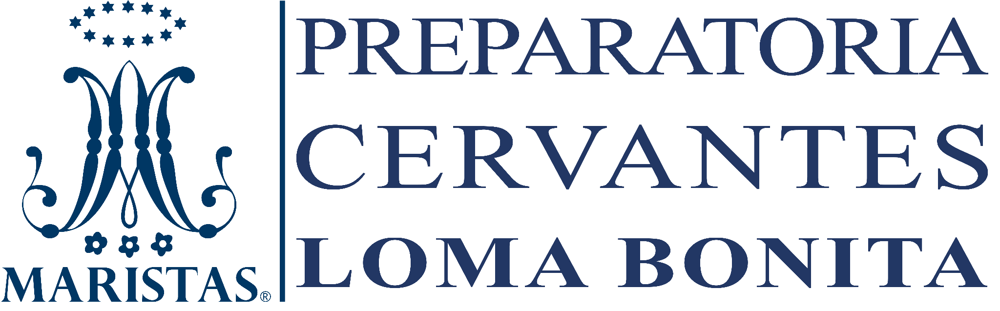 MARISTAS®
PREPARATORIA
CERVANTES
LOMA BONITA